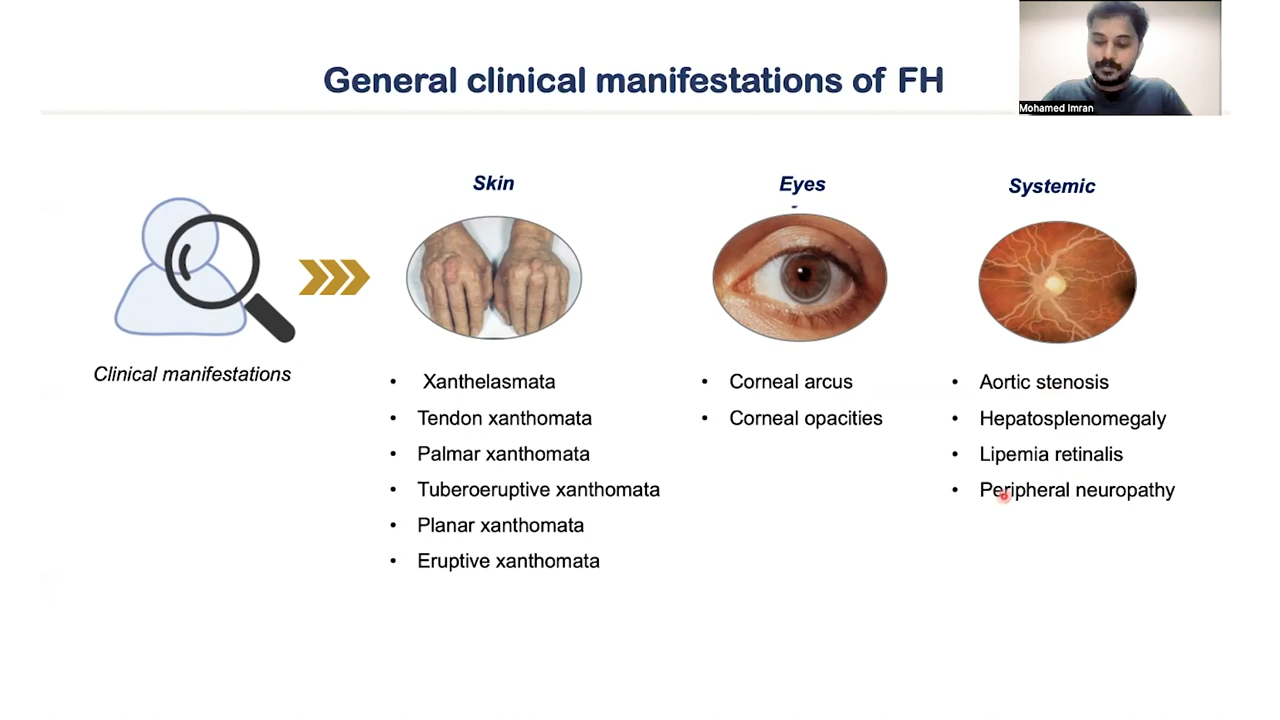 General clinical manifestations of FH
Mohamed Imran
Clinical manifestations
Skin
• Xanthelasmata
• Tendon xanthomata
• Palmar xanthomata
• Tuberoeruptive xanthomata
• Planar xanthomata
• Eruptive xanthomata
Eyes
• Corneal arcus
• Corneal opacities
Systemic
• Aortic stenosis
• Hepatosplenomegaly
• Lipemia retinalis
• Peripheral neuropathy